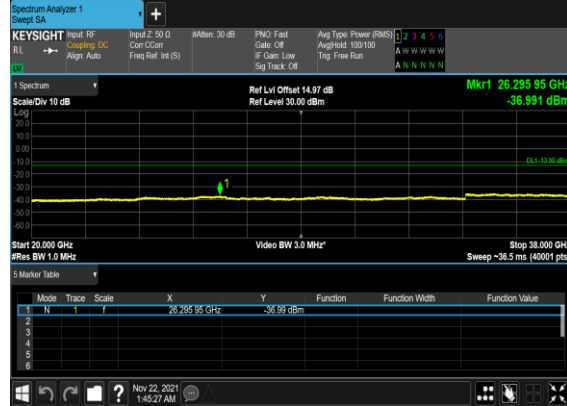 Spectrum Analyzer 1
Swept SA
+
KEYSIGHT Input: RF Input Z: 50 Ω #Atten: 30 dB PNO: Fast Avg Type: Power (RMS) 1 2 3 4 5 6
RL Coupling: DC Corr CCorr Gate: Off Avg|Hold: 100/100 A W W W W W
Align: Auto Freq Ref: Int (S) IF Gain: Low Trig: Free Run
Sig Track: Off A N N N N N
1 Spectrum Ref Lvl Offset 14.97 dB Mkr1 26.295 95 GHz
Scale/Div 10 dB Ref Level 30.00 dBm -36.991 dBm
Log
20.0
10.0
0.00
-10.0 DL1 -13.00 dBm
-20.0
-30.0 1
-40.0
-50.0
-60.0
Start 20.000 GHz Video BW 3.0 MHz* Stop 38.000 GHz
#Res BW 1.0 MHz Sweep ~36.5 ms (40001 pts)
5 Marker Table
Mode Trace Scale X Y Function Function Width Function Value
1 N 1 f 26.295 95 GHz -36.99 dBm
2
3
4
5
6
? Nov 22, 2021
1:45:27 AM